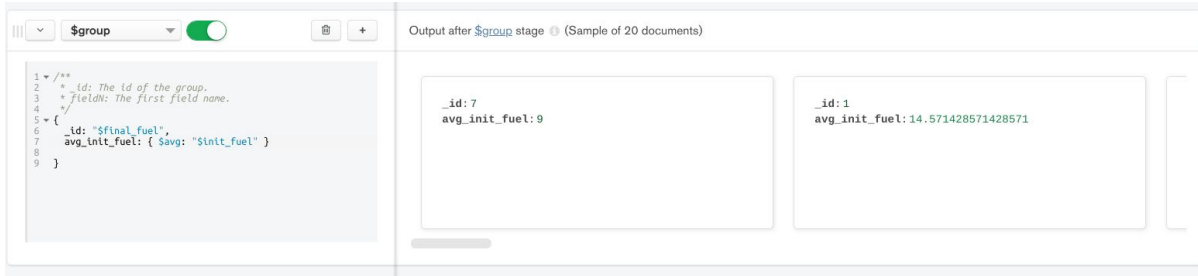 $group
Output after $group stage (Sample of 20 documents)
1 /**
2 * _id: The id of the group.
3 * fieldN: The first field name.
4 */
5 {
6 _id: "$final_fuel",
7 avg_init_fuel: { $avg: "$init_fuel" }
8
9 }
_id: 7
avg_init_fuel: 9
_id: 1
avg_init_fuel: 14.571428571428571